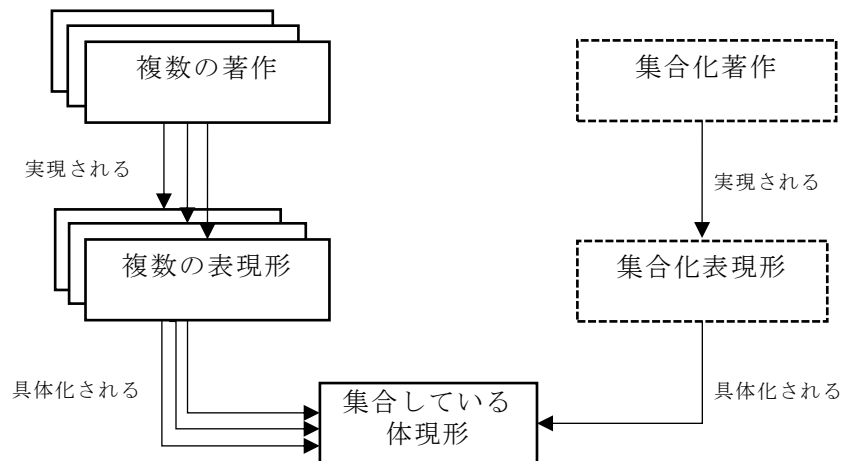 複数の著作
集合化著作
実現される
実現される
複数の表現形
集合化表現形
具体化される
具体化される
集合している
体現形